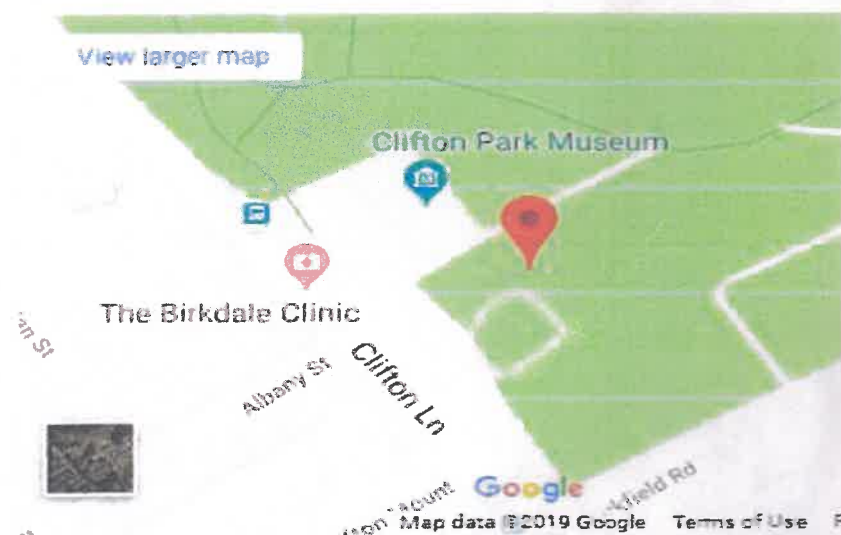 View larger map
Clifton Park Museum
The Birkdale Clinic
Albany St
Clifton Ln
Google
Map data ©2019 Google Terms of Use